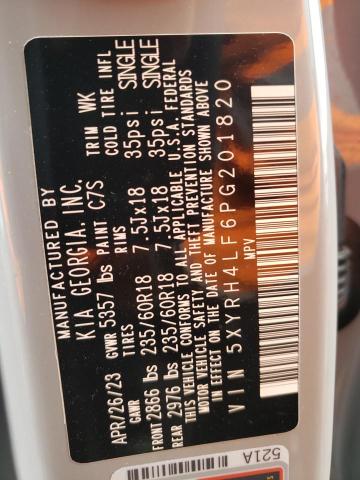 MANUFACTURED BY
KIA GEORGIA, INC.
APR/26/23 GVWR 5357 lbs PAINT C7S TRIM WK
GAWR TIRES RIMS COLD TIRE INFL
FRONT 2866 lbs 235/60R18 7.5Jx18 35psi SINGLE
REAR 2976 lbs 235/60R18 7.5Jx18 35psi SINGLE
THIS VEHICLE CONFORMS TO ALL APPLICABLE U.S.A. FEDERAL
MOTOR VEHICLE SAFETY AND THEFT PREVENTION STANDARDS
IN EFFECT ON THE DATE OF MANUFACTURE SHOWN ABOVE
VIN 5XYRH4LF6PG201820
MPV
521A